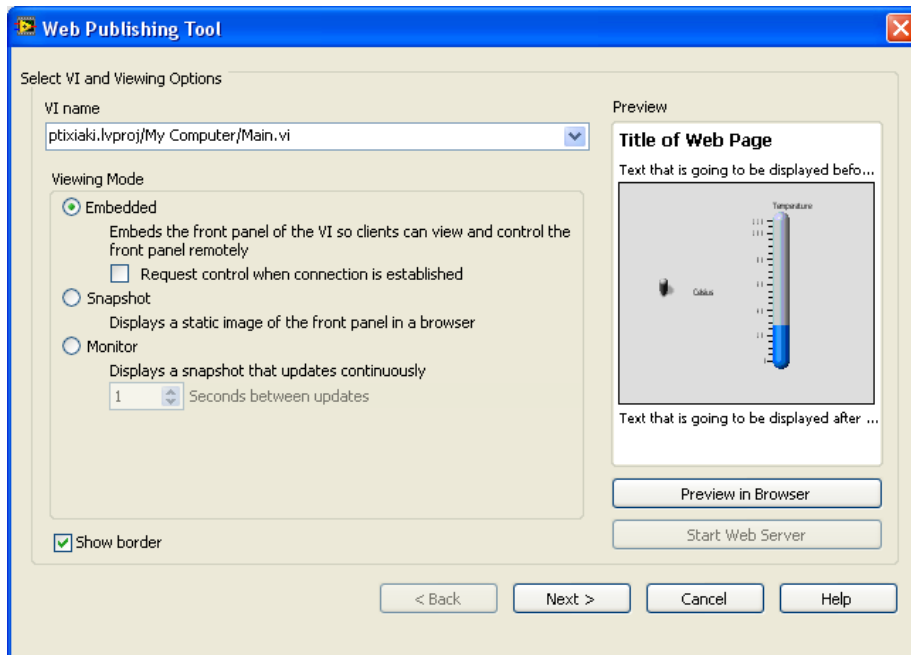 Web Publishing Tool
Select VI and Viewing Options
VI name
ptixiaki.lvproj/My Computer/Main.vi
Viewing Mode
Embedded
Embeds the front panel of the VI so clients can view and control the
front panel remotely
Request control when connection is established
Snapshot
Displays a static image of the front panel in a browser
Monitor
Displays a snapshot that updates continuously
1 Seconds between updates
Show border
Preview
Title of Web Page
Text that is going to be displayed befo...
Temperature
Celsius
Text that is going to be displayed after ...
Preview in Browser
Start Web Server
< Back
Next >
Cancel
Help